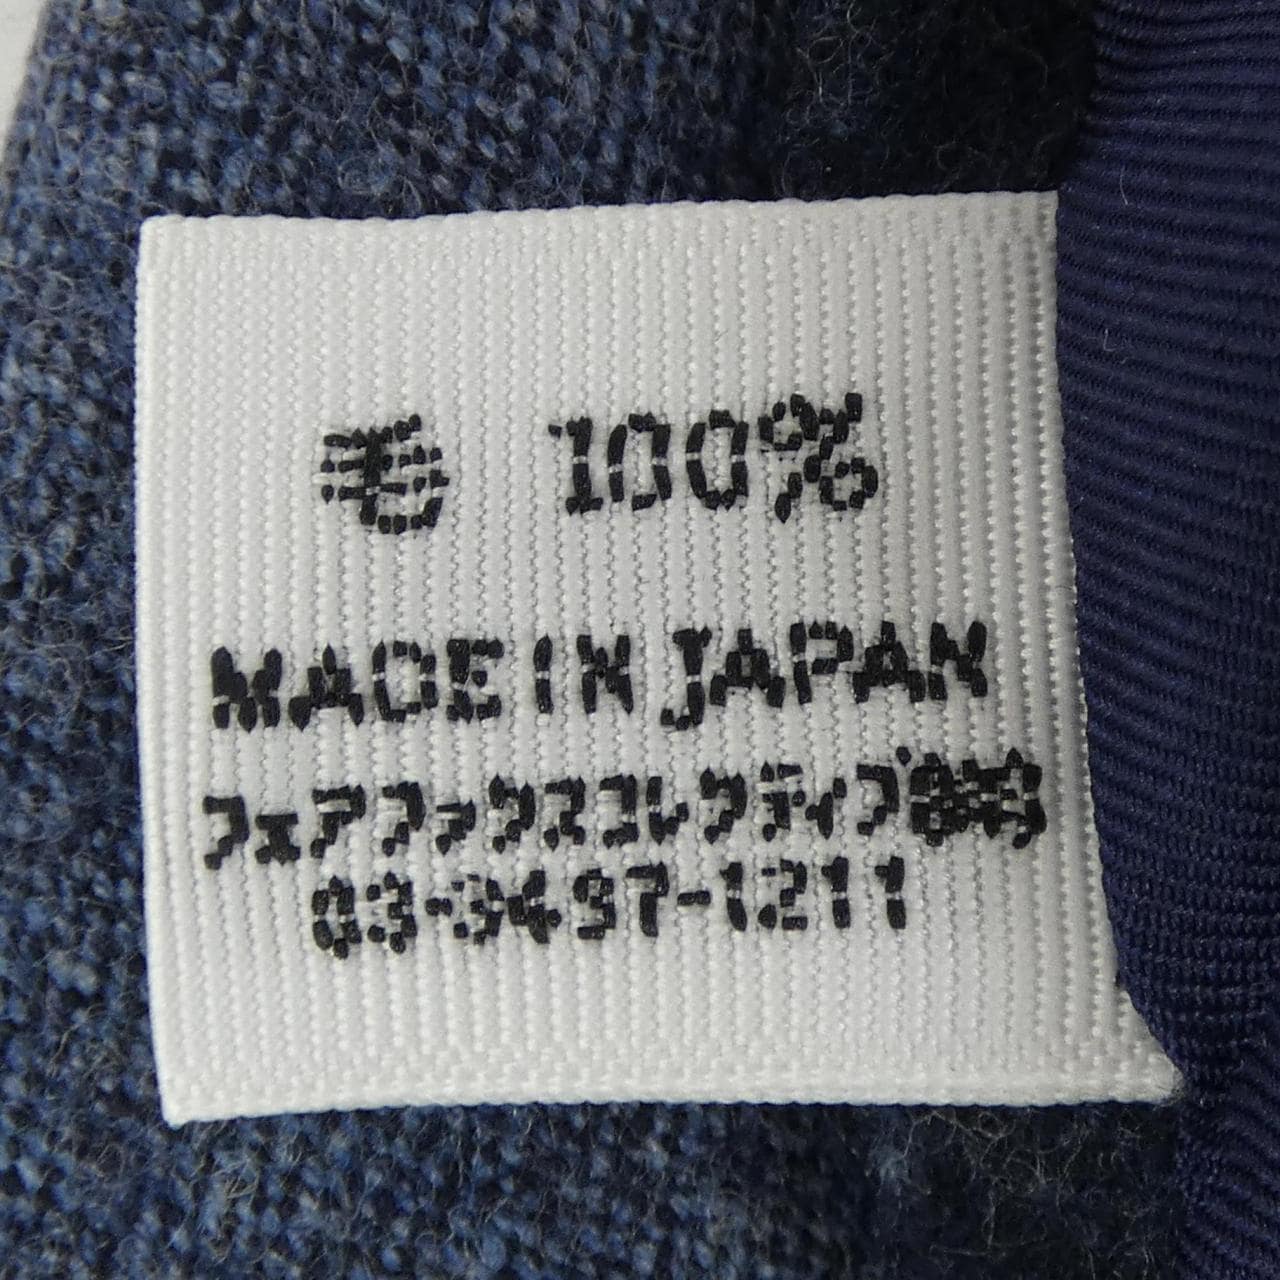 毛 100%
MADE IN JAPAN
フェアファックスコレクティブ㈱
03-3497-1211